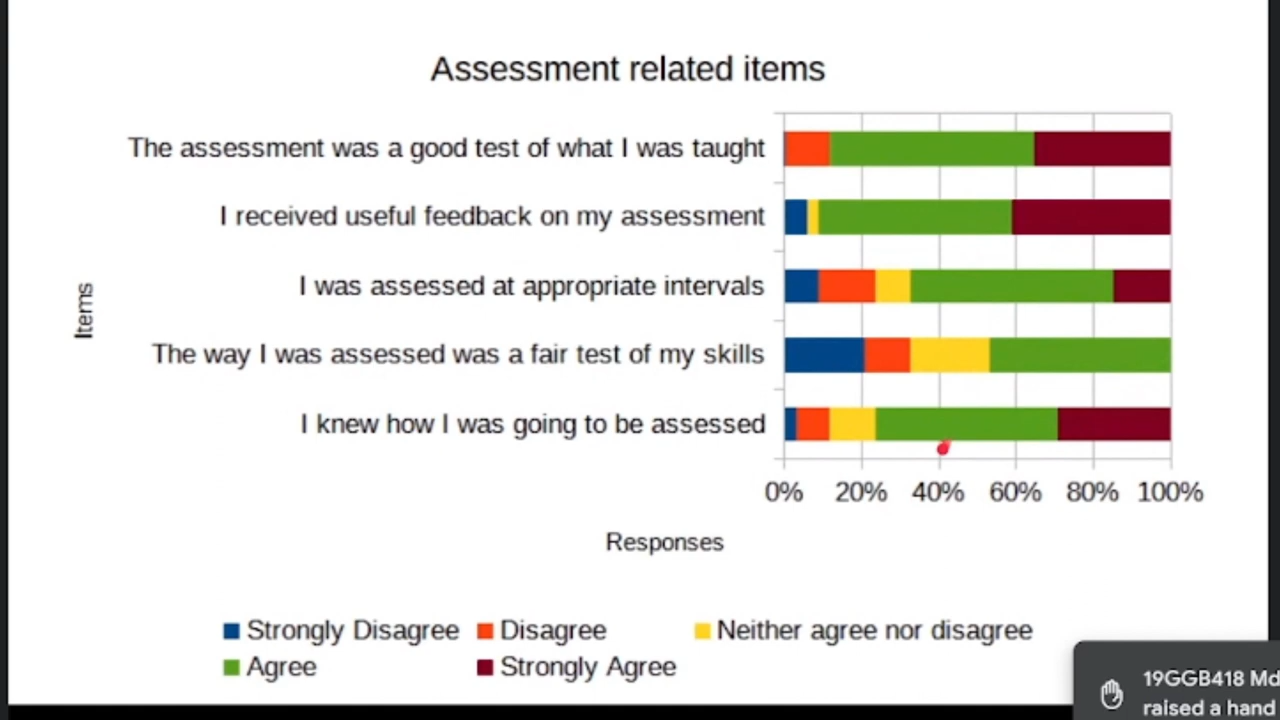 Assessment related items
The assessment was a good test of what I was taught
I received useful feedback on my assessment
I was assessed at appropriate intervals
The way I was assessed was a fair test of my skills
I knew how I was going to be assessed
Items
0% 20% 40% 60% 80% 100%
Responses
Strongly Disagree Disagree Neither agree nor disagree
Agree Strongly Agree
19GGB418 Md
raised a hand